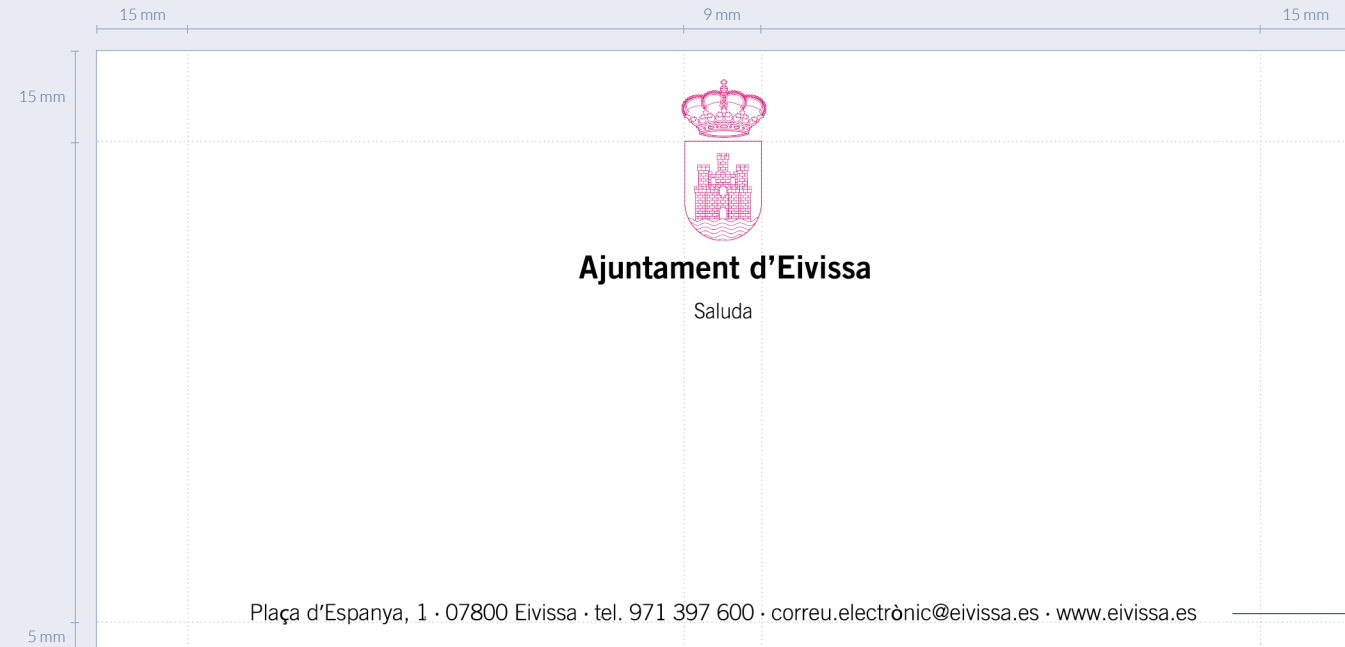 15 mm 9 mm 15 mm
15 mm
Ajuntament d’Eivissa
Saluda
Plaça d’Espanya, 1 · 07800 Eivissa · tel. 971 397 600 · correu.electrònic@eivissa.es · www.eivissa.es
5 mm